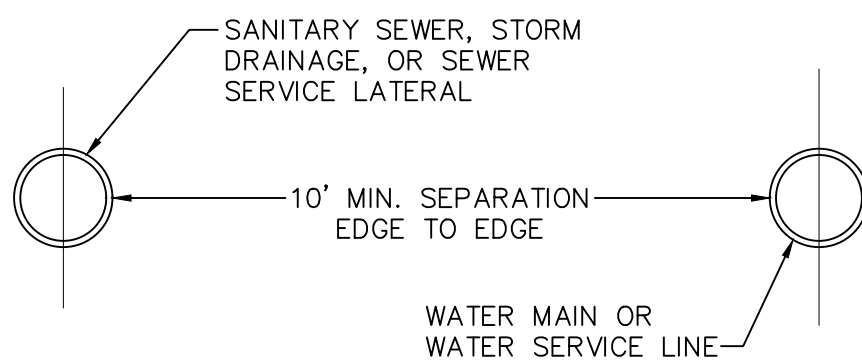 SANITARY SEWER, STORM
DRAINAGE, OR SEWER
SERVICE LATERAL
10' MIN. SEPARATION
EDGE TO EDGE
WATER MAIN OR
WATER SERVICE LINE